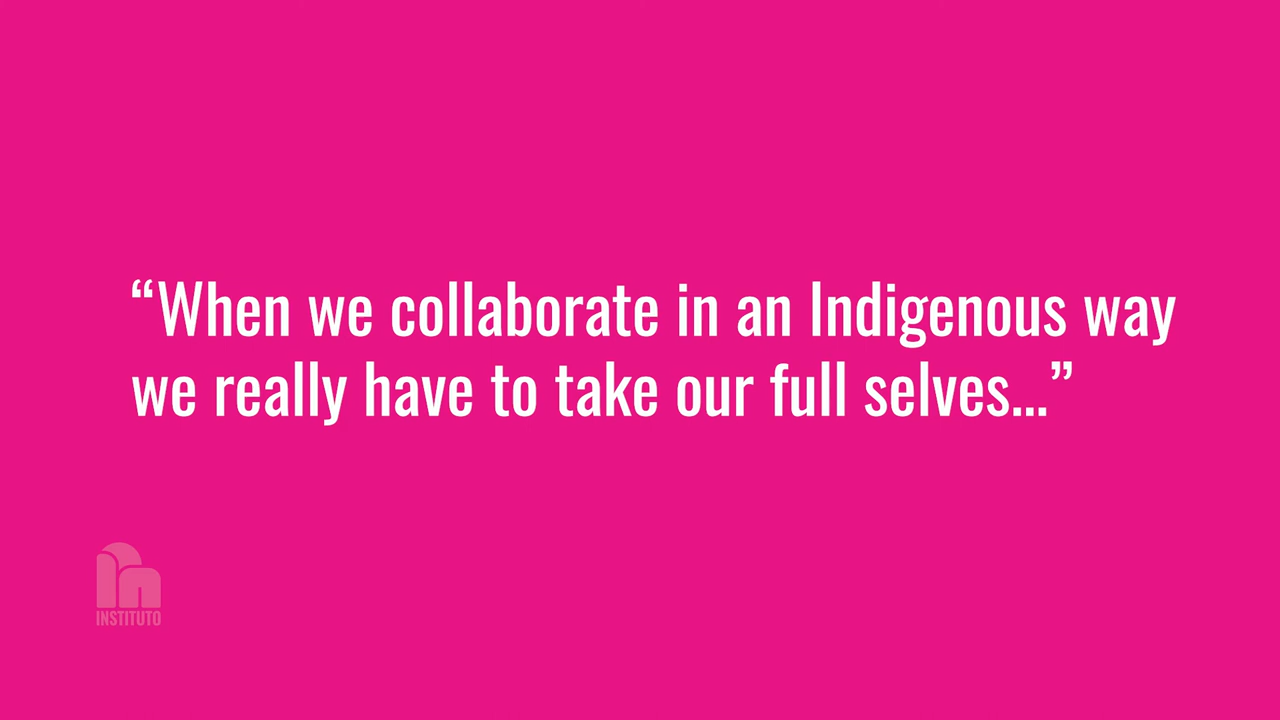 “When we collaborate in an Indigenous way
we really have to take our full selves...”
INSTITUTO